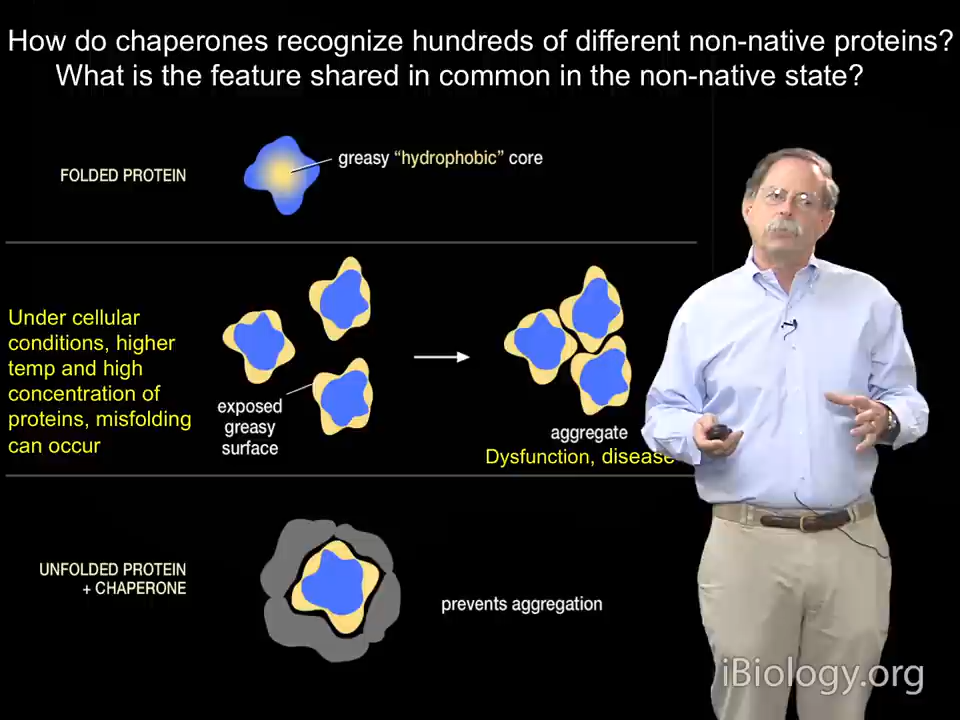 How do chaperones recognize hundreds of different non-native proteins?
What is the feature shared in common in the non-native state?
FOLDED PROTEIN
greasy “hydrophobic” core
Under cellular
conditions, higher
temp and high
concentration of
proteins, misfolding
can occur
exposed
greasy
surface
aggregate
Dysfunction, disease
UNFOLDED PROTEIN
+ CHAPERONE
prevents aggregation
iBiology.org